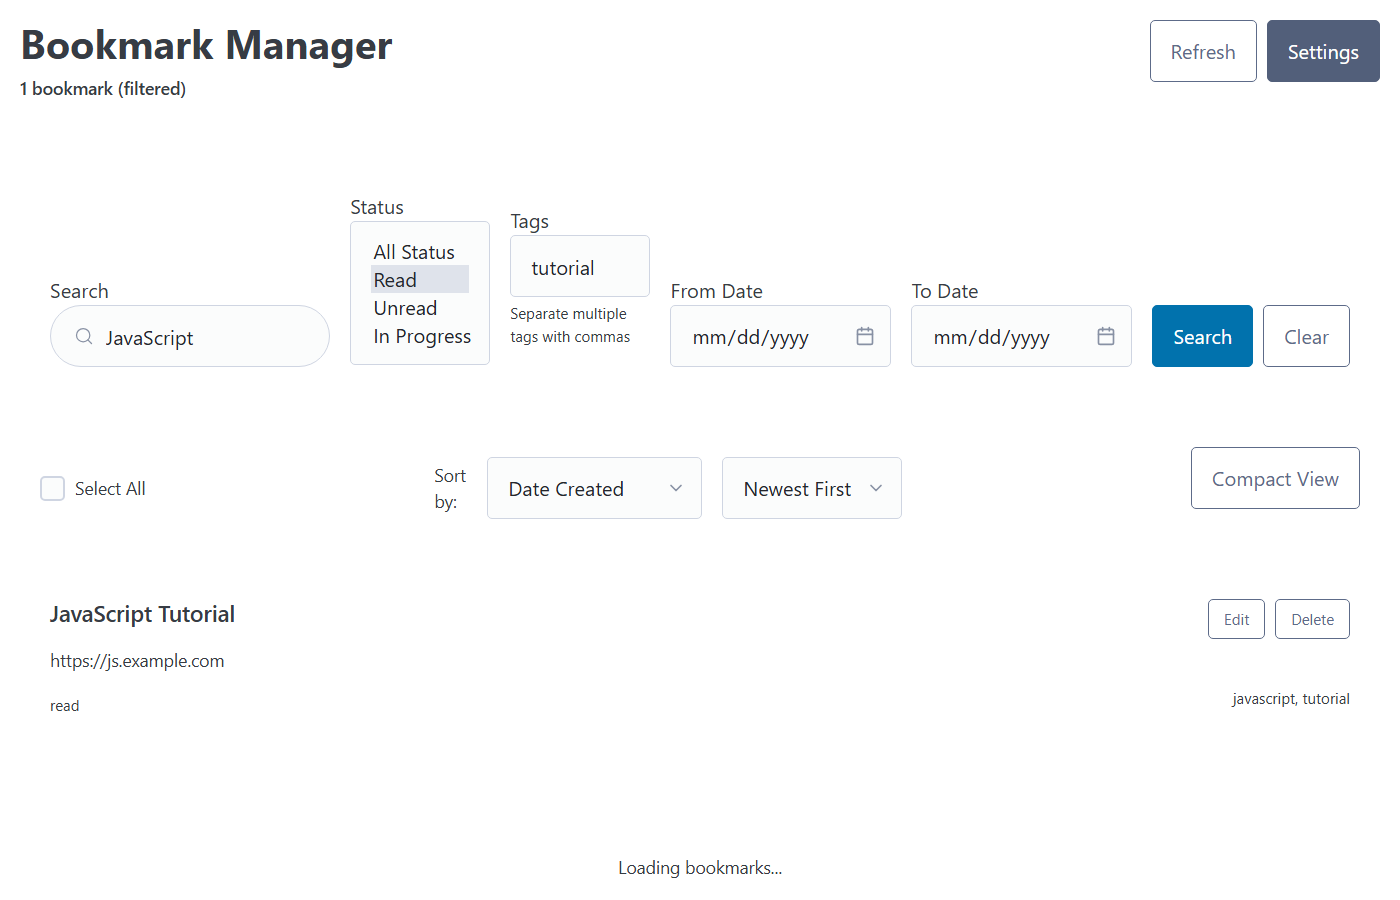 Bookmark Manager
1 bookmark (filtered)
Refresh
Settings
Search
JavaScript
Status
All Status
Read
Unread
In Progress
Tags
tutorial
Separate multiple
tags with commas
From Date
mm/dd/yyyy
To Date
mm/dd/yyyy
Search
Clear
Select All
Sort
by:
Date Created
Newest First
Compact View
JavaScript Tutorial
Edit
Delete
https://js.example.com
read
javascript, tutorial
Loading bookmarks...